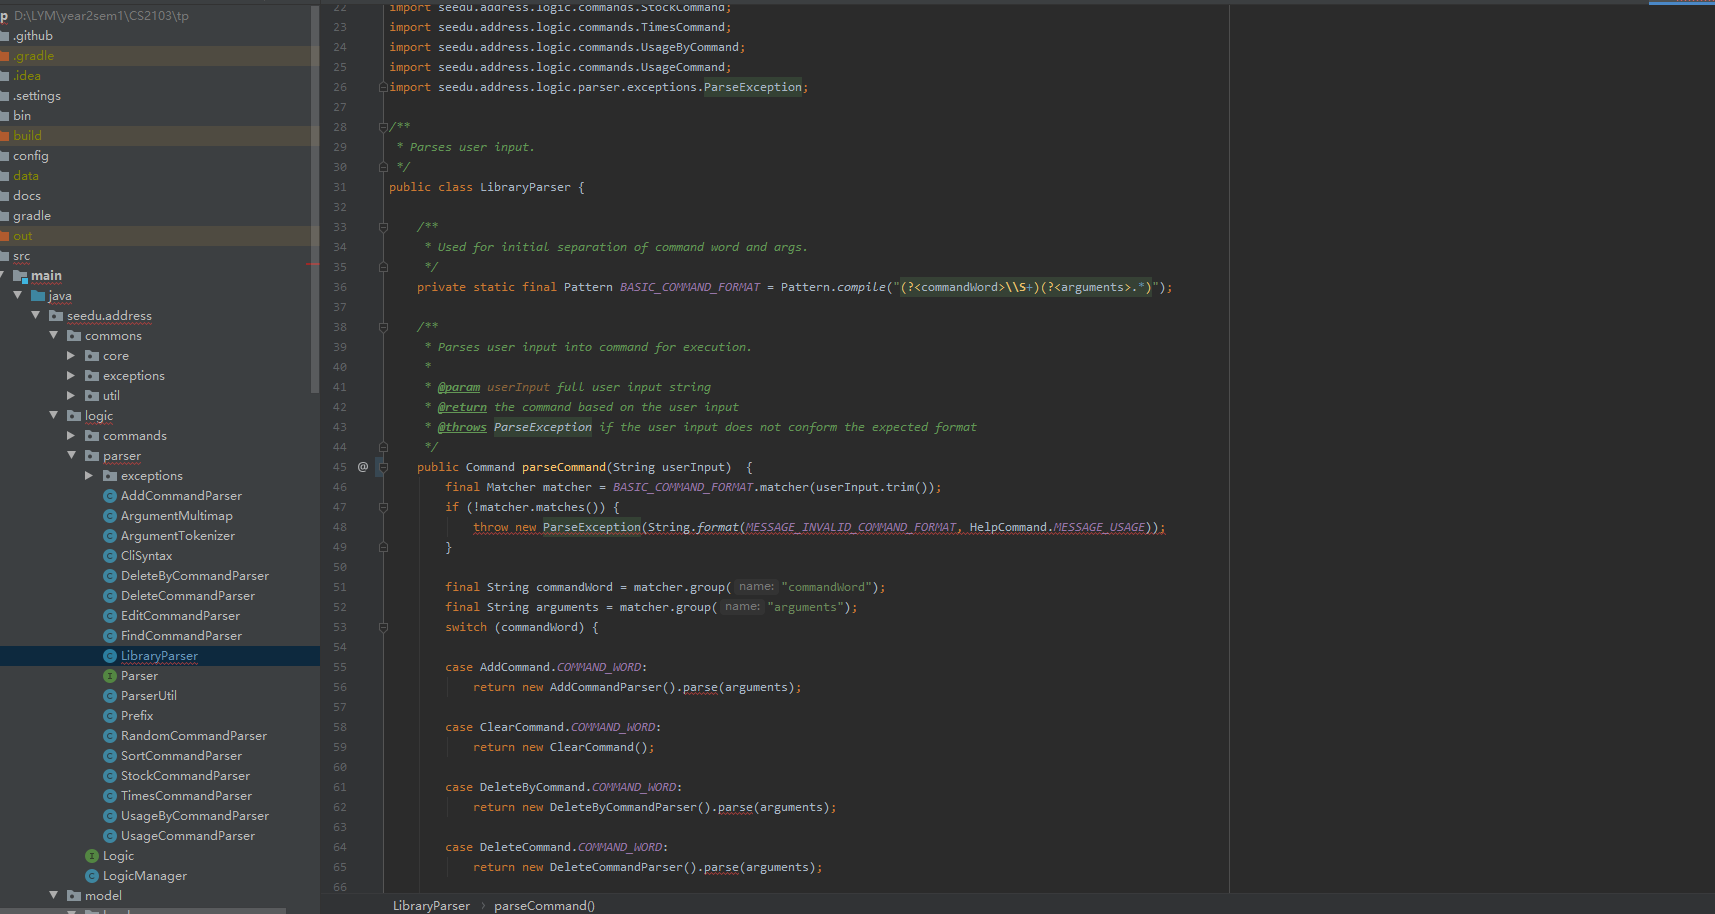 p D:\LYM\year2sem1\CS2103\tp
.github
.gradle
.idea
.settings
bin
build
config
data
docs
gradle
out
src
main
java
seedu.address
commons
core
exceptions
util
logic
commands
parser
exceptions
AddCommandParser
ArgumentMultimap
ArgumentTokenizer
CliSyntax
DeleteByCommandParser
DeleteCommandParser
EditCommandParser
FindCommandParser
LibraryParser
Parser
ParserUtil
Prefix
RandomCommandParser
SortCommandParser
StockCommandParser
TimesCommandParser
UsageByCommandParser
UsageCommandParser
Logic
LogicManager
model
22 import seedu.address.logic.commands.StockCommand;
23 import seedu.address.logic.commands.TimesCommand;
24 import seedu.address.logic.commands.UsageByCommand;
25 import seedu.address.logic.commands.UsageCommand;
26 import seedu.address.logic.parser.exceptions.ParseException;
27
28 /**
29 * Parses user input.
30 */
31 public class LibraryParser {
32
33 /**
34 * Used for initial separation of command word and args.
35 */
36 private static final Pattern BASIC_COMMAND_FORMAT = Pattern.compile("(?<commandWord>\\S+)(?<arguments>.*)");
37
38 /**
39 * Parses user input into command for execution.
40 *
41 * @param userInput full user input string
42 * @return the command based on the user input
43 * @throws ParseException if the user input does not conform the expected format
44 */
45 @ public Command parseCommand(String userInput) {
46 final Matcher matcher = BASIC_COMMAND_FORMAT.matcher(userInput.trim());
47 if (!matcher.matches()) {
48 throw new ParseException(String.format(MESSAGE_INVALID_COMMAND_FORMAT, HelpCommand.MESSAGE_USAGE));
49 }
50
51 final String commandWord = matcher.group( name: "commandWord");
52 final String arguments = matcher.group( name: "arguments");
53 switch (commandWord) {
54
55 case AddCommand.COMMAND_WORD:
56 return new AddCommandParser().parse(arguments);
57
58 case ClearCommand.COMMAND_WORD:
59 return new ClearCommand();
60
61 case DeleteByCommand.COMMAND_WORD:
62 return new DeleteByCommandParser().parse(arguments);
63
64 case DeleteCommand.COMMAND_WORD:
65 return new DeleteCommandParser().parse(arguments);
66
LibraryParser › parseCommand()